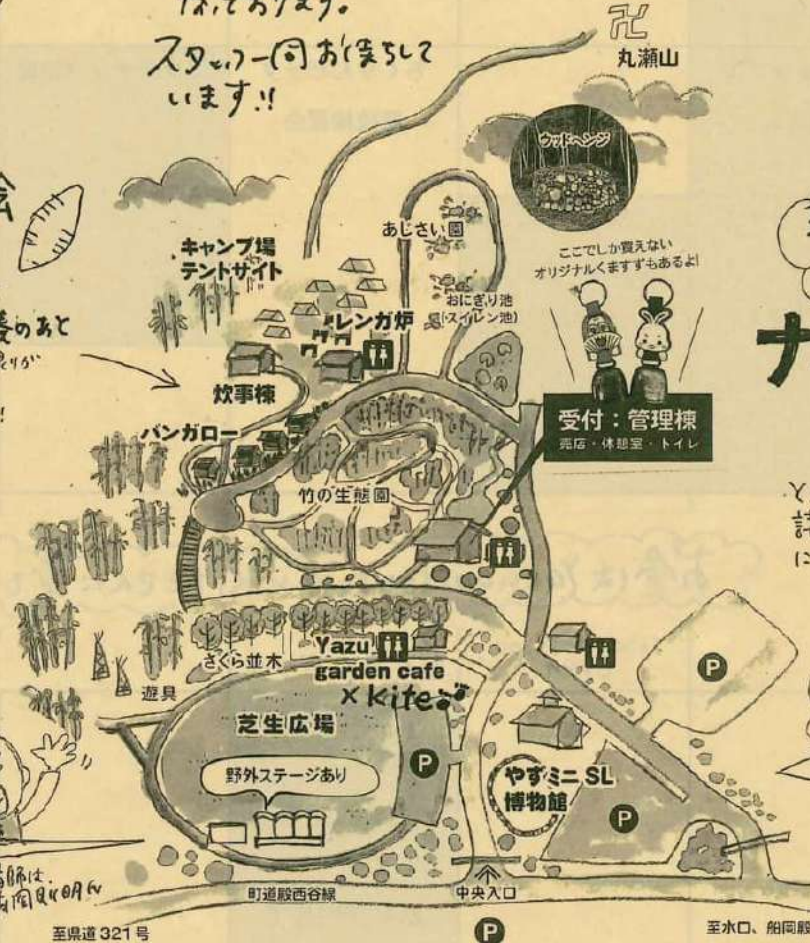 なっております。
スタッフ一同お待ちして
います!!
卍
丸瀬山
ウッドヘンジ
あじさい園
キャンプ場
テントサイト
ここでしか買えない
オリジナルくますずもあるよ!
おにぎり池
(スイレン池)
レンガ炉
炊事棟
バンガロー
受付:管理棟
売店・休憩室・トイレ
竹の生態園
さくら並木
Yazu
garden cafe
×kite
遊具
芝生広場
P
P
野外ステージあり
やずミニSL
博物館
P
町道殿西谷線
中央入口
至県道321号
P
至水口、船岡殿